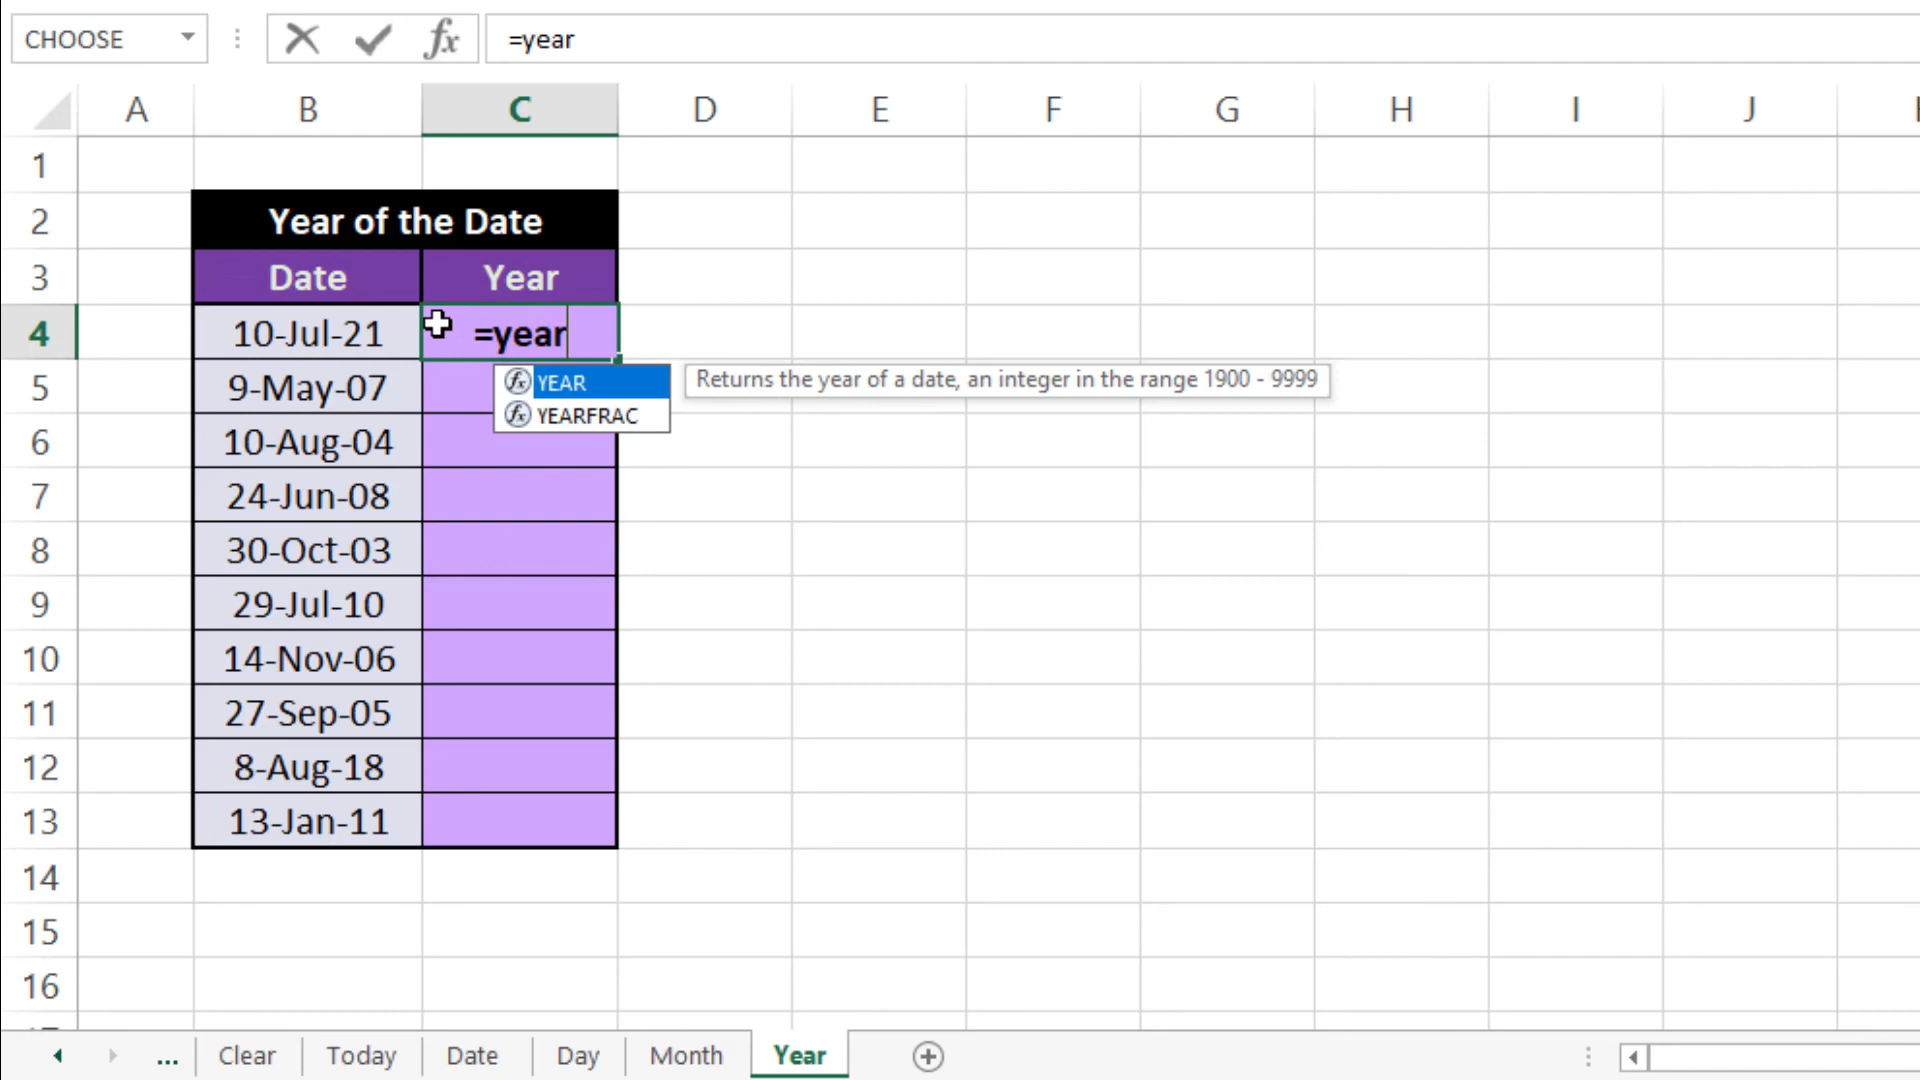 CHOOSE fx =year
A B C D E F G H I J
1
2 Year of the Date
3 Date Year
4 10-Jul-21 =year
fx YEAR Returns the year of a date, an integer in the range 1900 - 9999
5 9-May-07
fx YEARFRAC
6 10-Aug-04
7 24-Jun-08
8 30-Oct-03
9 29-Jul-10
10 14-Nov-06
11 27-Sep-05
12 8-Aug-18
13 13-Jan-11
14
15
16
... Clear Today Date Day Month Year